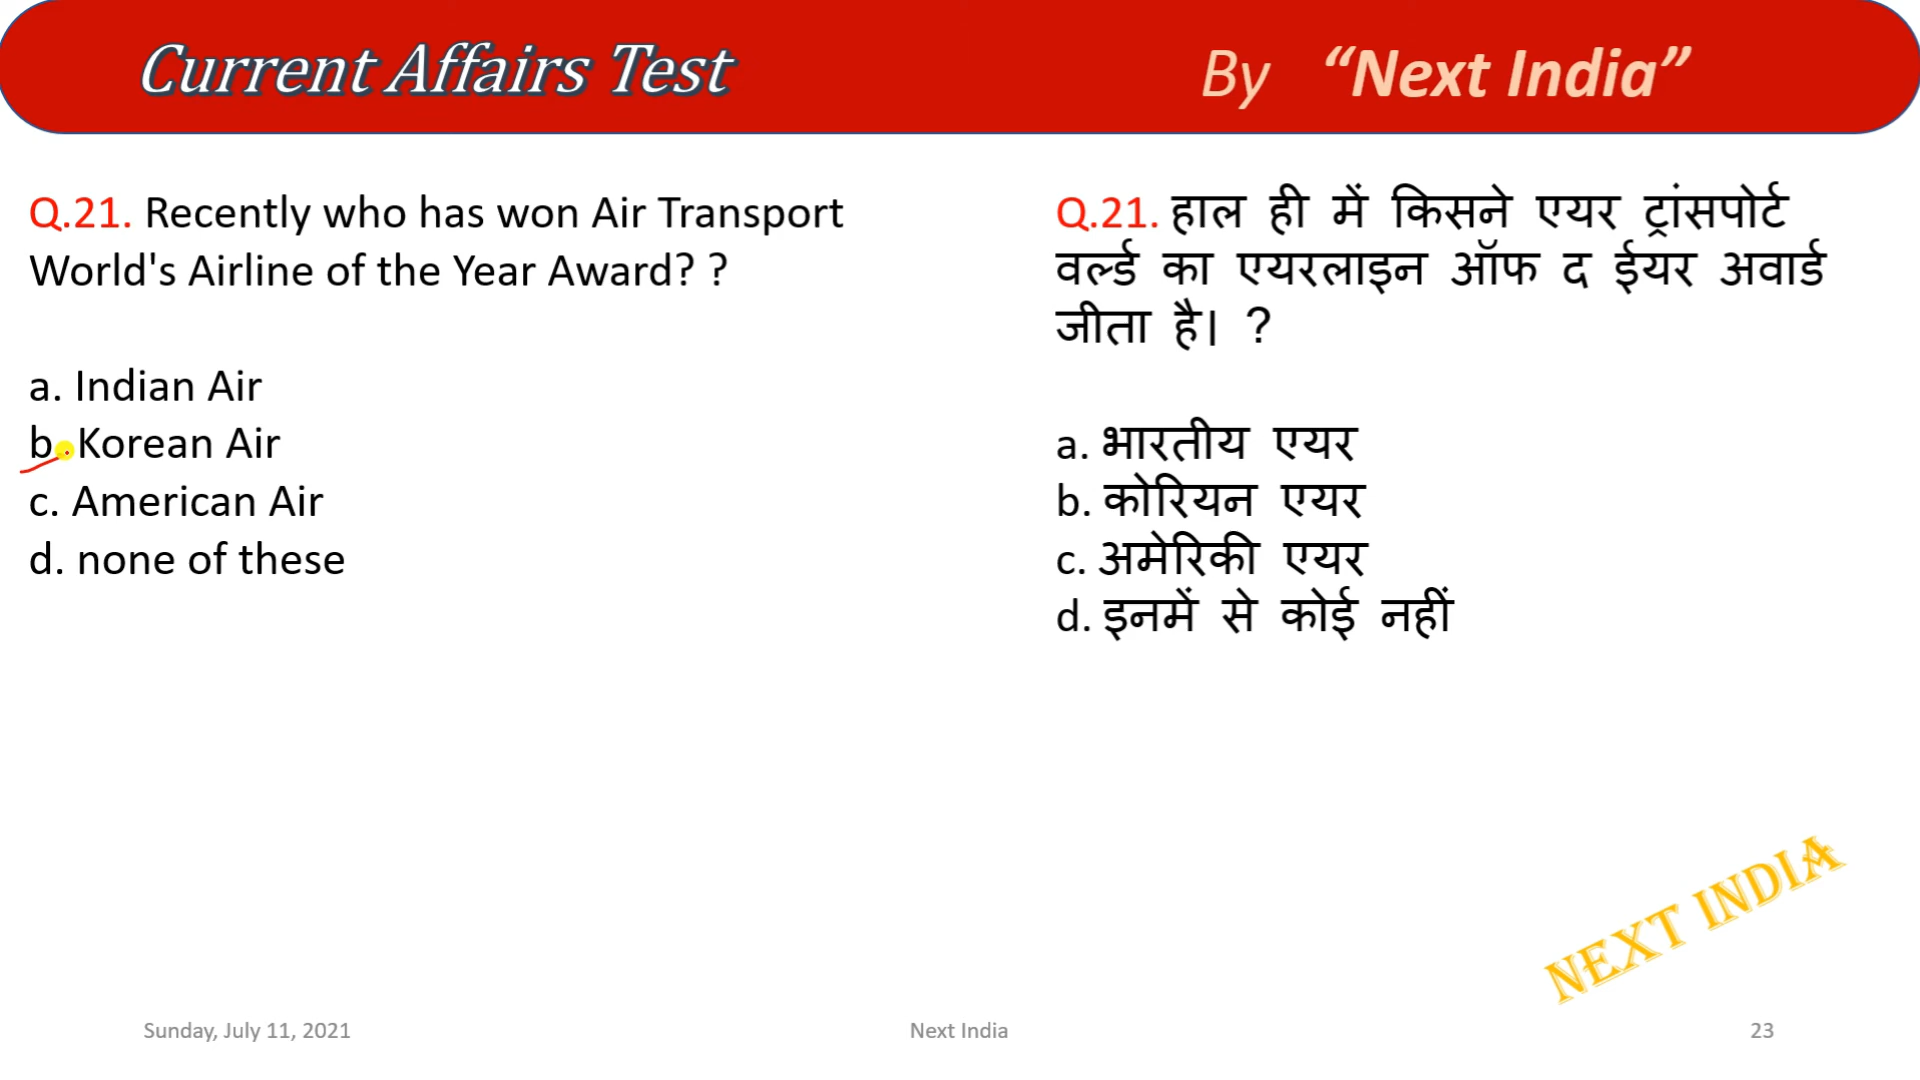 Current Affairs Test
By “Next India”
Q.21. Recently who has won Air Transport
World's Airline of the Year Award? ?
a. Indian Air
b. Korean Air
c. American Air
d. none of these
Q.21. हाल ही में किसने एयर ट्रांसपोर्ट
वर्ल्ड का एयरलाइन ऑफ द ईयर अवार्ड
जीता है। ?
a. भारतीय एयर
b. कोरियन एयर
c. अमेरिकी एयर
d. इनमें से कोई नहीं
NEXT INDIA
Sunday, July 11, 2021
Next India
23